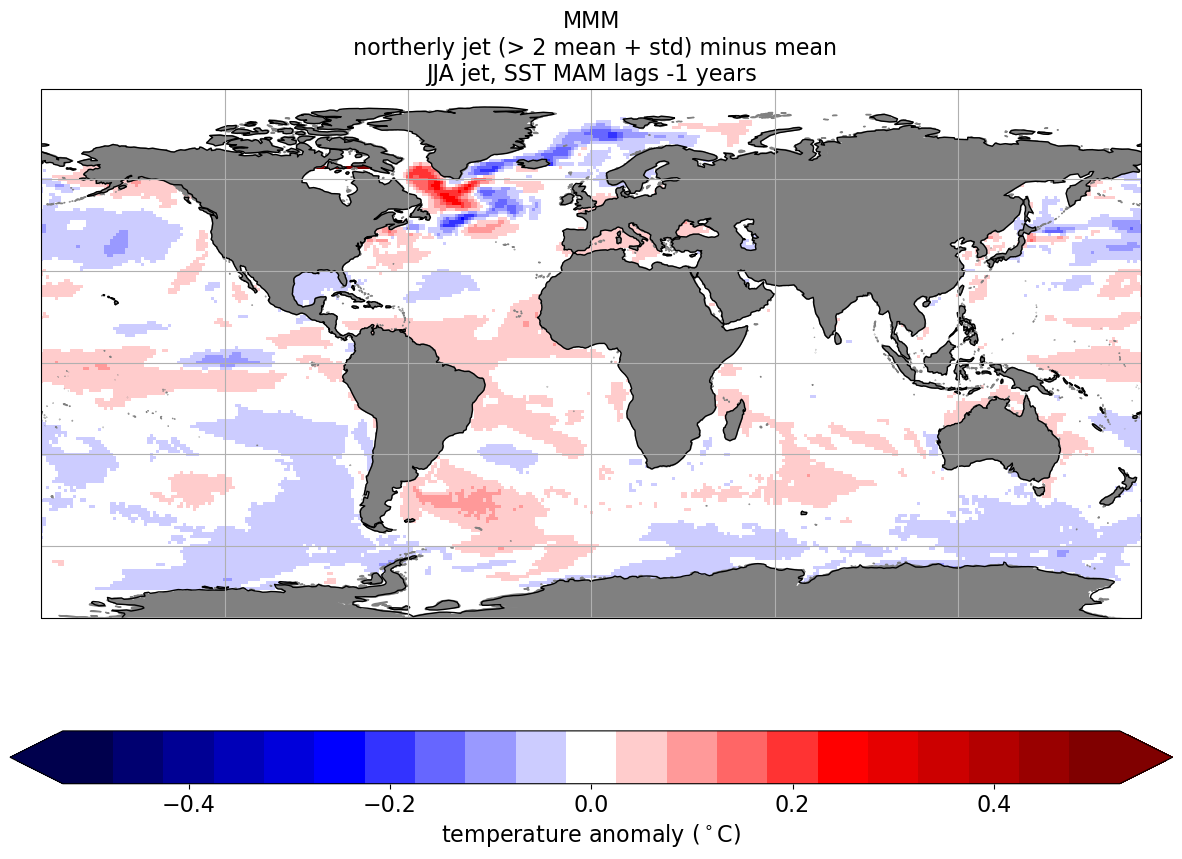 MMM
northerly jet (> 2 mean + std) minus mean
JJA jet, SST MAM lags -1 years
−0.4 −0.2 0.0 0.2 0.4
temperature anomaly (°C)